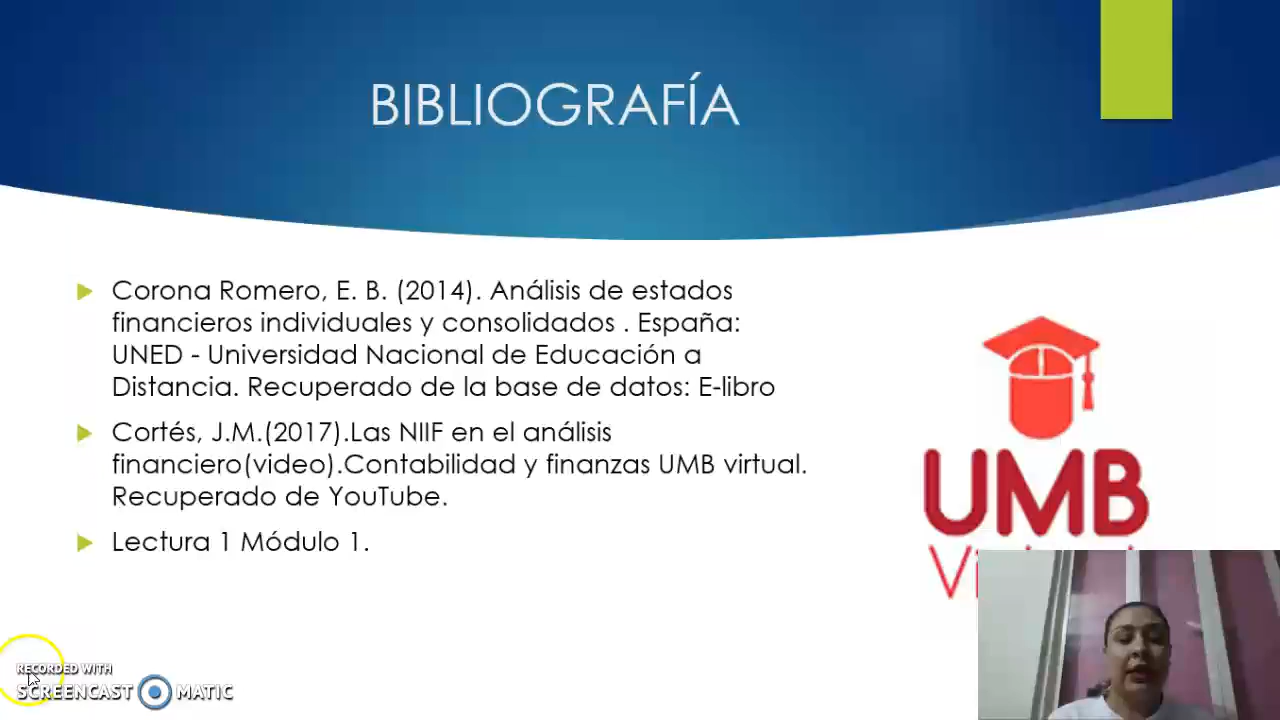 BIBLIOGRAFÍA
Corona Romero, E. B. (2014). Análisis de estados
financieros individuales y consolidados . España:
UNED - Universidad Nacional de Educación a
Distancia. Recuperado de la base de datos: E-libro
Cortés, J.M.(2017).Las NIIF en el análisis
financiero(video).Contabilidad y finanzas UMB virtual.
Recuperado de YouTube.
Lectura 1 Módulo 1.
UMB
RECORDED WITH
SCREENCAST MATIC